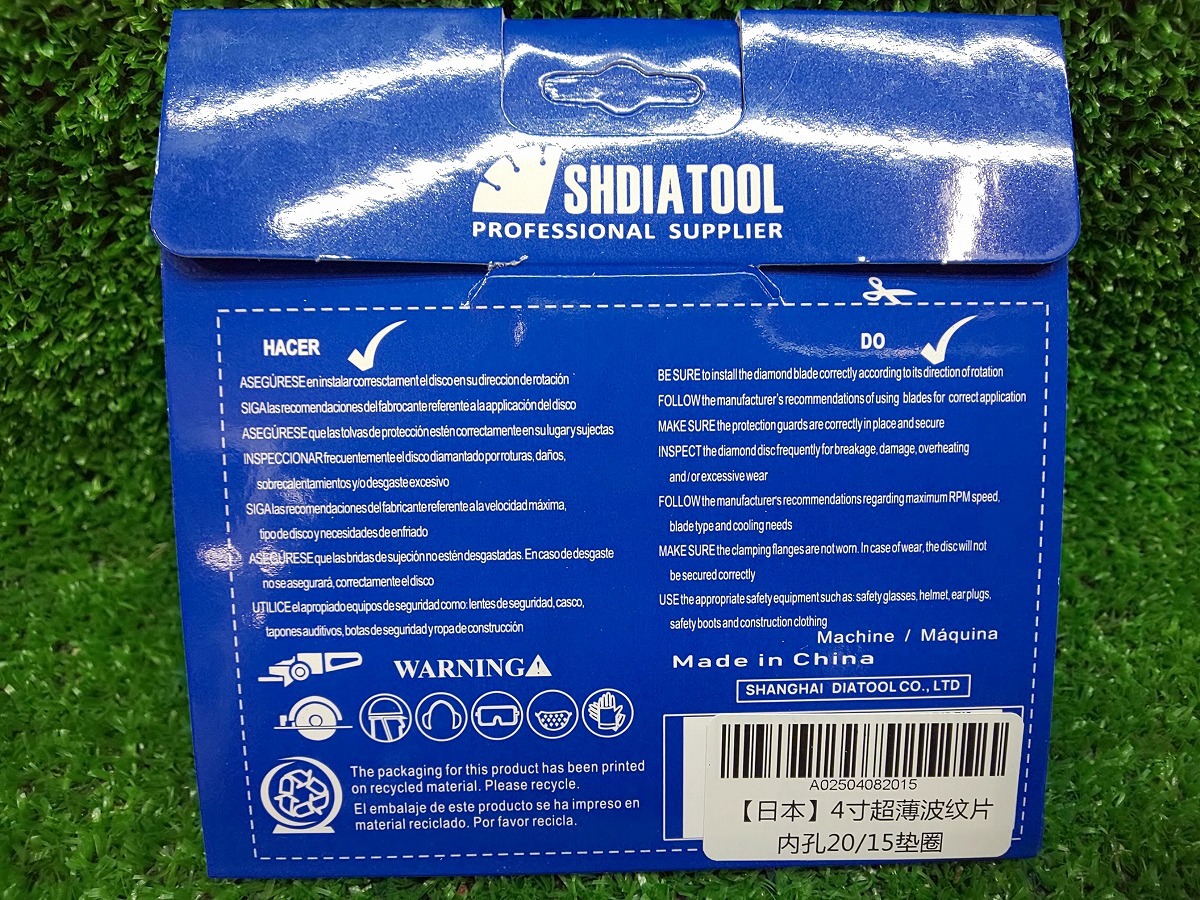 SHDIATOOL
PROFESSIONAL SUPPLIER
HACER
ASEGÚRESE en instalar corresctament el disco en su direccion de rotación
SIGA las recomendaciones del fabrocante referente a la applicación del disco
ASEGÚRESE que las tolvas de protección estén correctamente en su lugar y sujectas
INSPECCIONAR frecuentemente el disco diamantado por roturas, daños,
sobrecalentamientos y/o desgaste excesivo
SIGA las recomendaciones del fabricante referente a la velocidad máxima,
tipo de disco y necesidades de enfriado
ASEGÚRESE que las bridas de sujeción no estén desgastadas. En caso de desgaste
no se asegurará, correctamente el disco
UTILICE el apropiado equipos de seguridad como: lentes de seguridad, casco,
tapones auditivos, botas de seguridad y ropa de construcción
DO
BE SURE to install the diamond blade correctly according to its direction of rotation
FOLLOW the manufacturer's recommendations of using blades for correct application
MAKE SURE the protection guards are correctly in place and secure
INSPECT the diamond disc frequently for breakage, damage, overheating
and/or excessive wear
FOLLOW the manufacturer's recommendations regarding maximum RPM speed,
blade type and cooling needs
MAKE SURE the clamping flanges are not worn. In case of wear, the disc will not
be secured correctly
USE the appropriate safety equipment such as: safety glasses, helmet, ear plugs,
safety boots and construction clothing
Machine / Máquina
Made in China
SHANGHAI DIATOOL CO., LTD
WARNING
The packaging for this product has been printed
on recycled material. Please recycle.
El embalaje de este producto se ha impreso en
material reciclado. Por favor recicla.
A02504082015
【日本】4寸超薄波纹片
内孔20/15垫圈